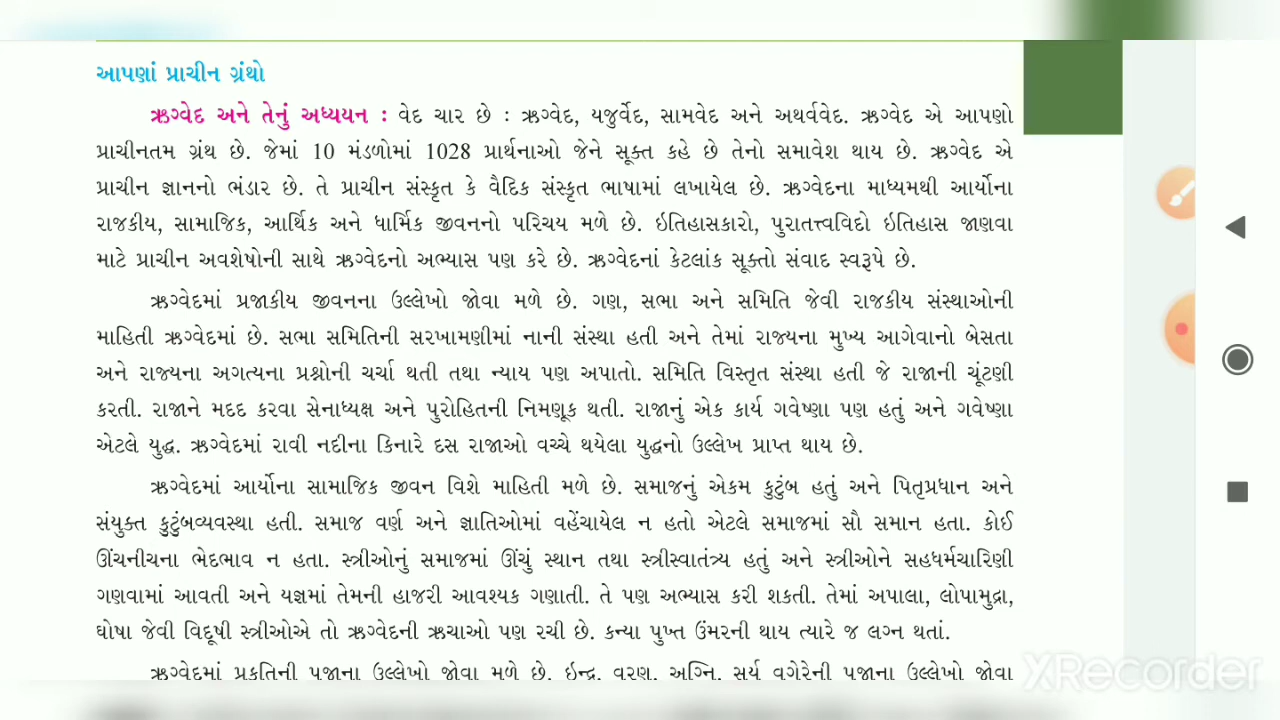 આપણાં પ્રાચીન ગ્રંથો
ઋગ્વેદ અને તેનું અધ્યયન : વેદ ચાર છે : ઋગ્વેદ, યજુર્વેદ, સામવેદ અને અથર્વવેદ. ઋગ્વેદ એ આપણો
પ્રાચીનતમ ગ્રંથ છે. જેમાં 10 મંડળોમાં 1028 પ્રાર્થનાઓ જેને સૂક્ત કહે છે તેનો સમાવેશ થાય છે. ઋગ્વેદ એ
પ્રાચીન જ્ઞાનનો ભંડાર છે. તે પ્રાચીન સંસ્કૃત કે વૈદિક સંસ્કૃત ભાષામાં લખાયેલ છે. ઋગ્વેદના માધ્યમથી આર્યોના
રાજકીય, સામાજિક, આર્થિક અને ધાર્મિક જીવનનો પરિચય મળે છે. ઇતિહાસકારો, પુરાતત્ત્વવિદો ઇતિહાસ જાણવા
માટે પ્રાચીન અવશેષોની સાથે ઋગ્વેદનો અભ્યાસ પણ કરે છે. ઋગ્વેદનાં કેટલાંક સૂક્તો સંવાદ સ્વરૂપે છે.
ઋગ્વેદમાં પ્રજાકીય જીવનના ઉલ્લેખો જોવા મળે છે. ગણ, સભા અને સમિતિ જેવી રાજકીય સંસ્થાઓની
માહિતી ઋગ્વેદમાં છે. સભા સમિતિની સરખામણીમાં નાની સંસ્થા હતી અને તેમાં રાજ્યના મુખ્ય આગેવાનો બેસતા
અને રાજ્યના અગત્યના પ્રશ્નોની ચર્ચા થતી તથા ન્યાય પણ અપાતો. સમિતિ વિસ્તૃત સંસ્થા હતી જે રાજાની ચૂંટણી
કરતી. રાજાને મદદ કરવા સેનાધ્યક્ષ અને પુરોહિતની નિમણૂક થતી. રાજાનું એક કાર્ય ગવેષ્ણા પણ હતું અને ગવેષ્ણા
એટલે યુદ્ધ. ઋગ્વેદમાં રાવી નદીના કિનારે દસ રાજાઓ વચ્ચે થયેલા યુદ્ધનો ઉલ્લેખ પ્રાપ્ત થાય છે.
ઋગ્વેદમાં આર્યોના સામાજિક જીવન વિશે માહિતી મળે છે. સમાજનું એકમ કુટુંબ હતું અને પિતૃપ્રધાન અને
સંયુક્ત કુટુંબવ્યવસ્થા હતી. સમાજ વર્ણ અને જ્ઞાતિઓમાં વહેંચાયેલ ન હતો એટલે સમાજમાં સૌ સમાન હતા. કોઈ
ઊંચનીચના ભેદભાવ ન હતા. સ્ત્રીઓનું સમાજમાં ઊંચું સ્થાન તથા સ્ત્રીસ્વાતંત્ર્ય હતું અને સ્ત્રીઓને સહધર્મચારિણી
ગણવામાં આવતી અને યજ્ઞમાં તેમની હાજરી આવશ્યક ગણાતી. તે પણ અભ્યાસ કરી શકતી. તેમાં અપાલા, લોપામુદ્રા,
ઘોષા જેવી વિદૂષી સ્ત્રીઓએ તો ઋગ્વેદની ઋચાઓ પણ રચી છે. કન્યા પુખ્ત ઉંમરની થાય ત્યારે જ લગ્ન થતાં.
ઋગ્વેદમાં પ્રકૃતિની પૂજાના ઉલ્લેખો જોવા મળે છે. ઇન્દ્ર, વરુણ, અગ્નિ, સૂર્ય વગેરેની પૂજાના ઉલ્લેખો જોવા
XRecorder